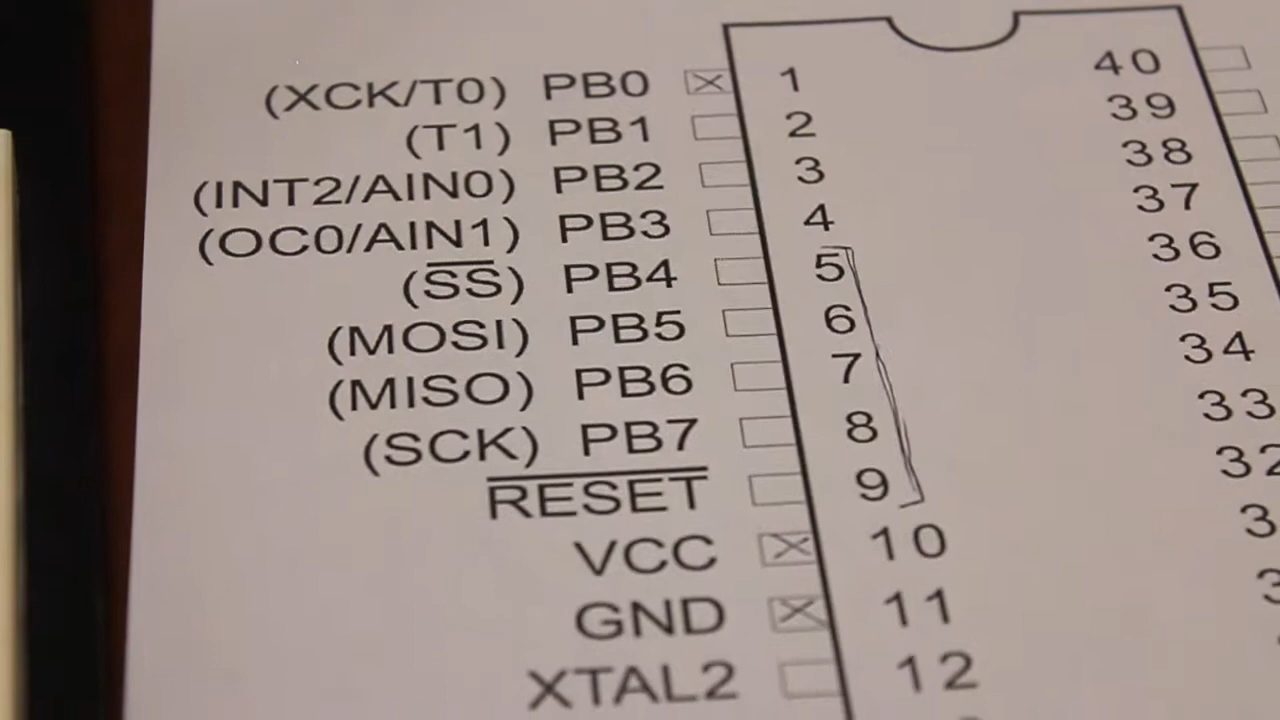 (XCK/T0) PB0 1 40
(T1) PB1 2 39
(INT2/AIN0) PB2 3 38
(OC0/AIN1) PB3 4 37
(SS) PB4 5 36
(MOSI) PB5 6 35
(MISO) PB6 7 34
(SCK) PB7 8 33
RESET 9 32
VCC 10
GND 11
XTAL2 12